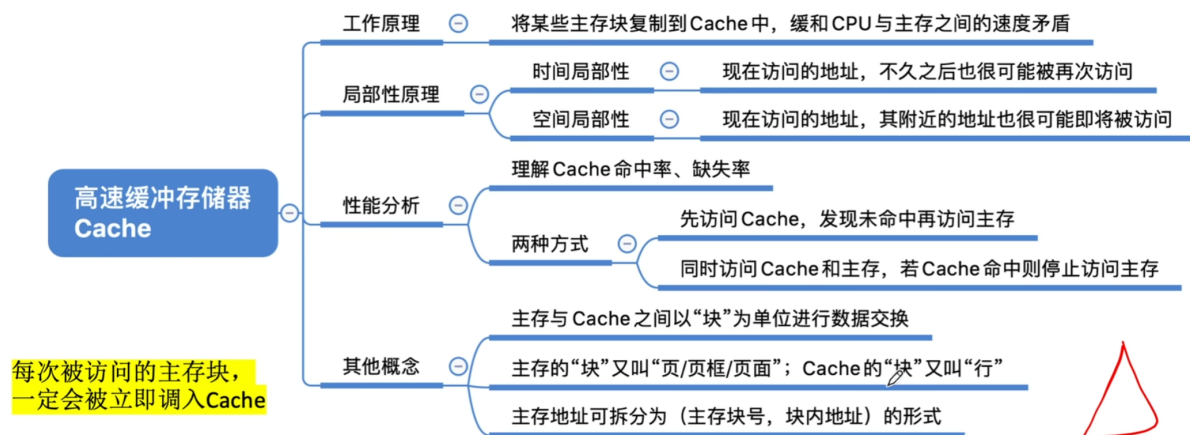 工作原理
将某些主存块复制到Cache中，缓和CPU与主存之间的速度矛盾
局部性原理
时间局部性
现在访问的地址，不久之后也很可能被再次访问
空间局部性
现在访问的地址，其附近的地址也很可能即将被访问
高速缓冲存储器
Cache
性能分析
理解Cache命中率、缺失率
两种方式
先访问Cache，发现未命中再访问主存
同时访问Cache和主存，若Cache命中则停止访问主存
其他概念
主存与Cache之间以“块”为单位进行数据交换
主存的“块”又叫“页/页框/页面”；Cache的“块”又叫“行”
主存地址可拆分为（主存块号，块内地址）的形式
每次被访问的主存块，
一定会被立即调入Cache